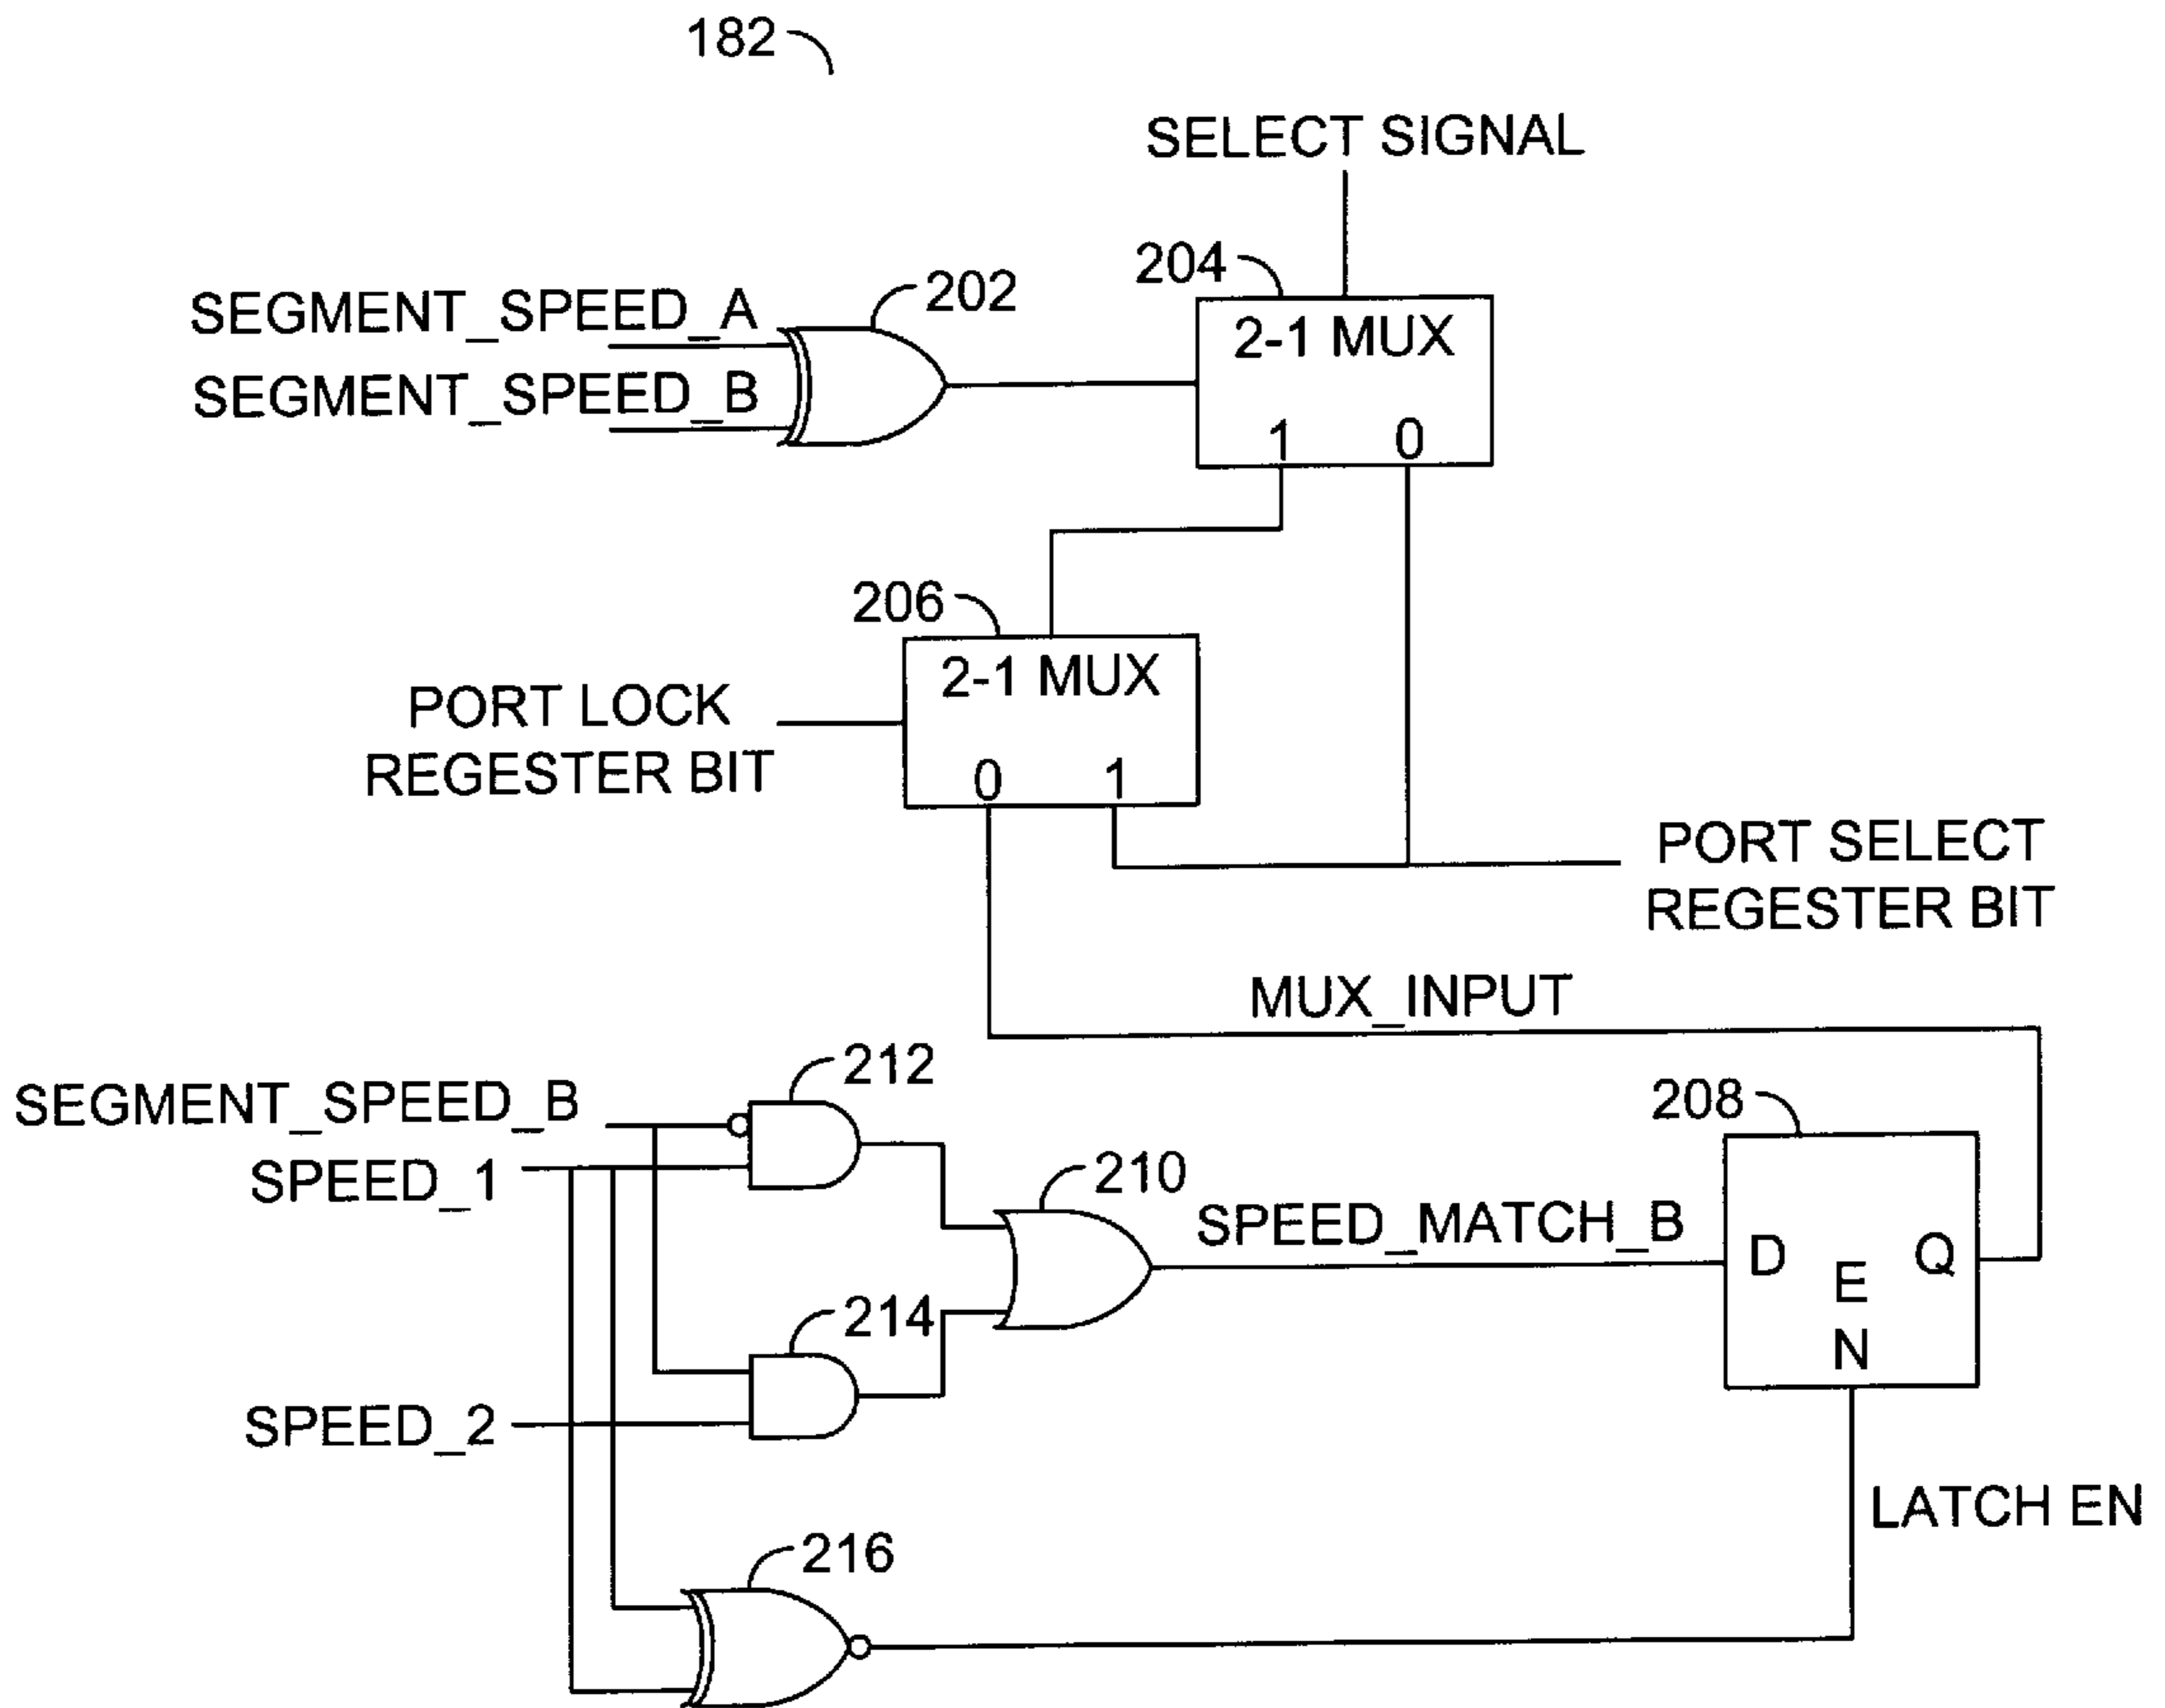 182
SELECT SIGNAL
204
202
SEGMENT_SPEED_A
2-1 MUX
SEGMENT_SPEED_B
1 0
206
2-1 MUX
PORT LOCK
REGESTER BIT
0 1
PORT SELECT
REGESTER BIT
MUX_INPUT
212
SEGMENT_SPEED_B
208
SPEED_1
210
SPEED_MATCH_B
D
Q
E
N
214
SPEED_2
LATCH EN
216